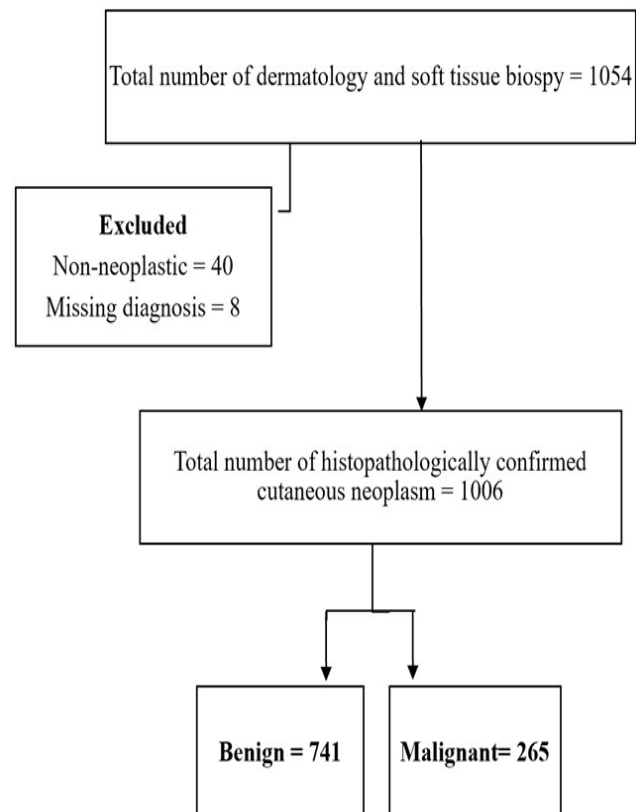 Total number of dermatology and soft tissue biospy = 1054
Excluded
Non-neoplastic = 40
Missing diagnosis = 8
Total number of histopathologically confirmed
cutaneous neoplasm = 1006
Benign = 741
Malignant= 265